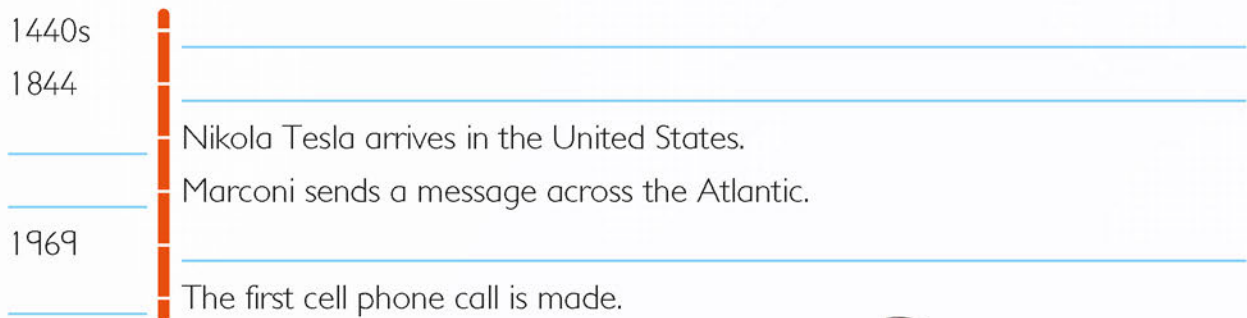 1440s
1844
Nikola Tesla arrives in the United States.
Marconi sends a message across the Atlantic.
1969
The first cell phone call is made.